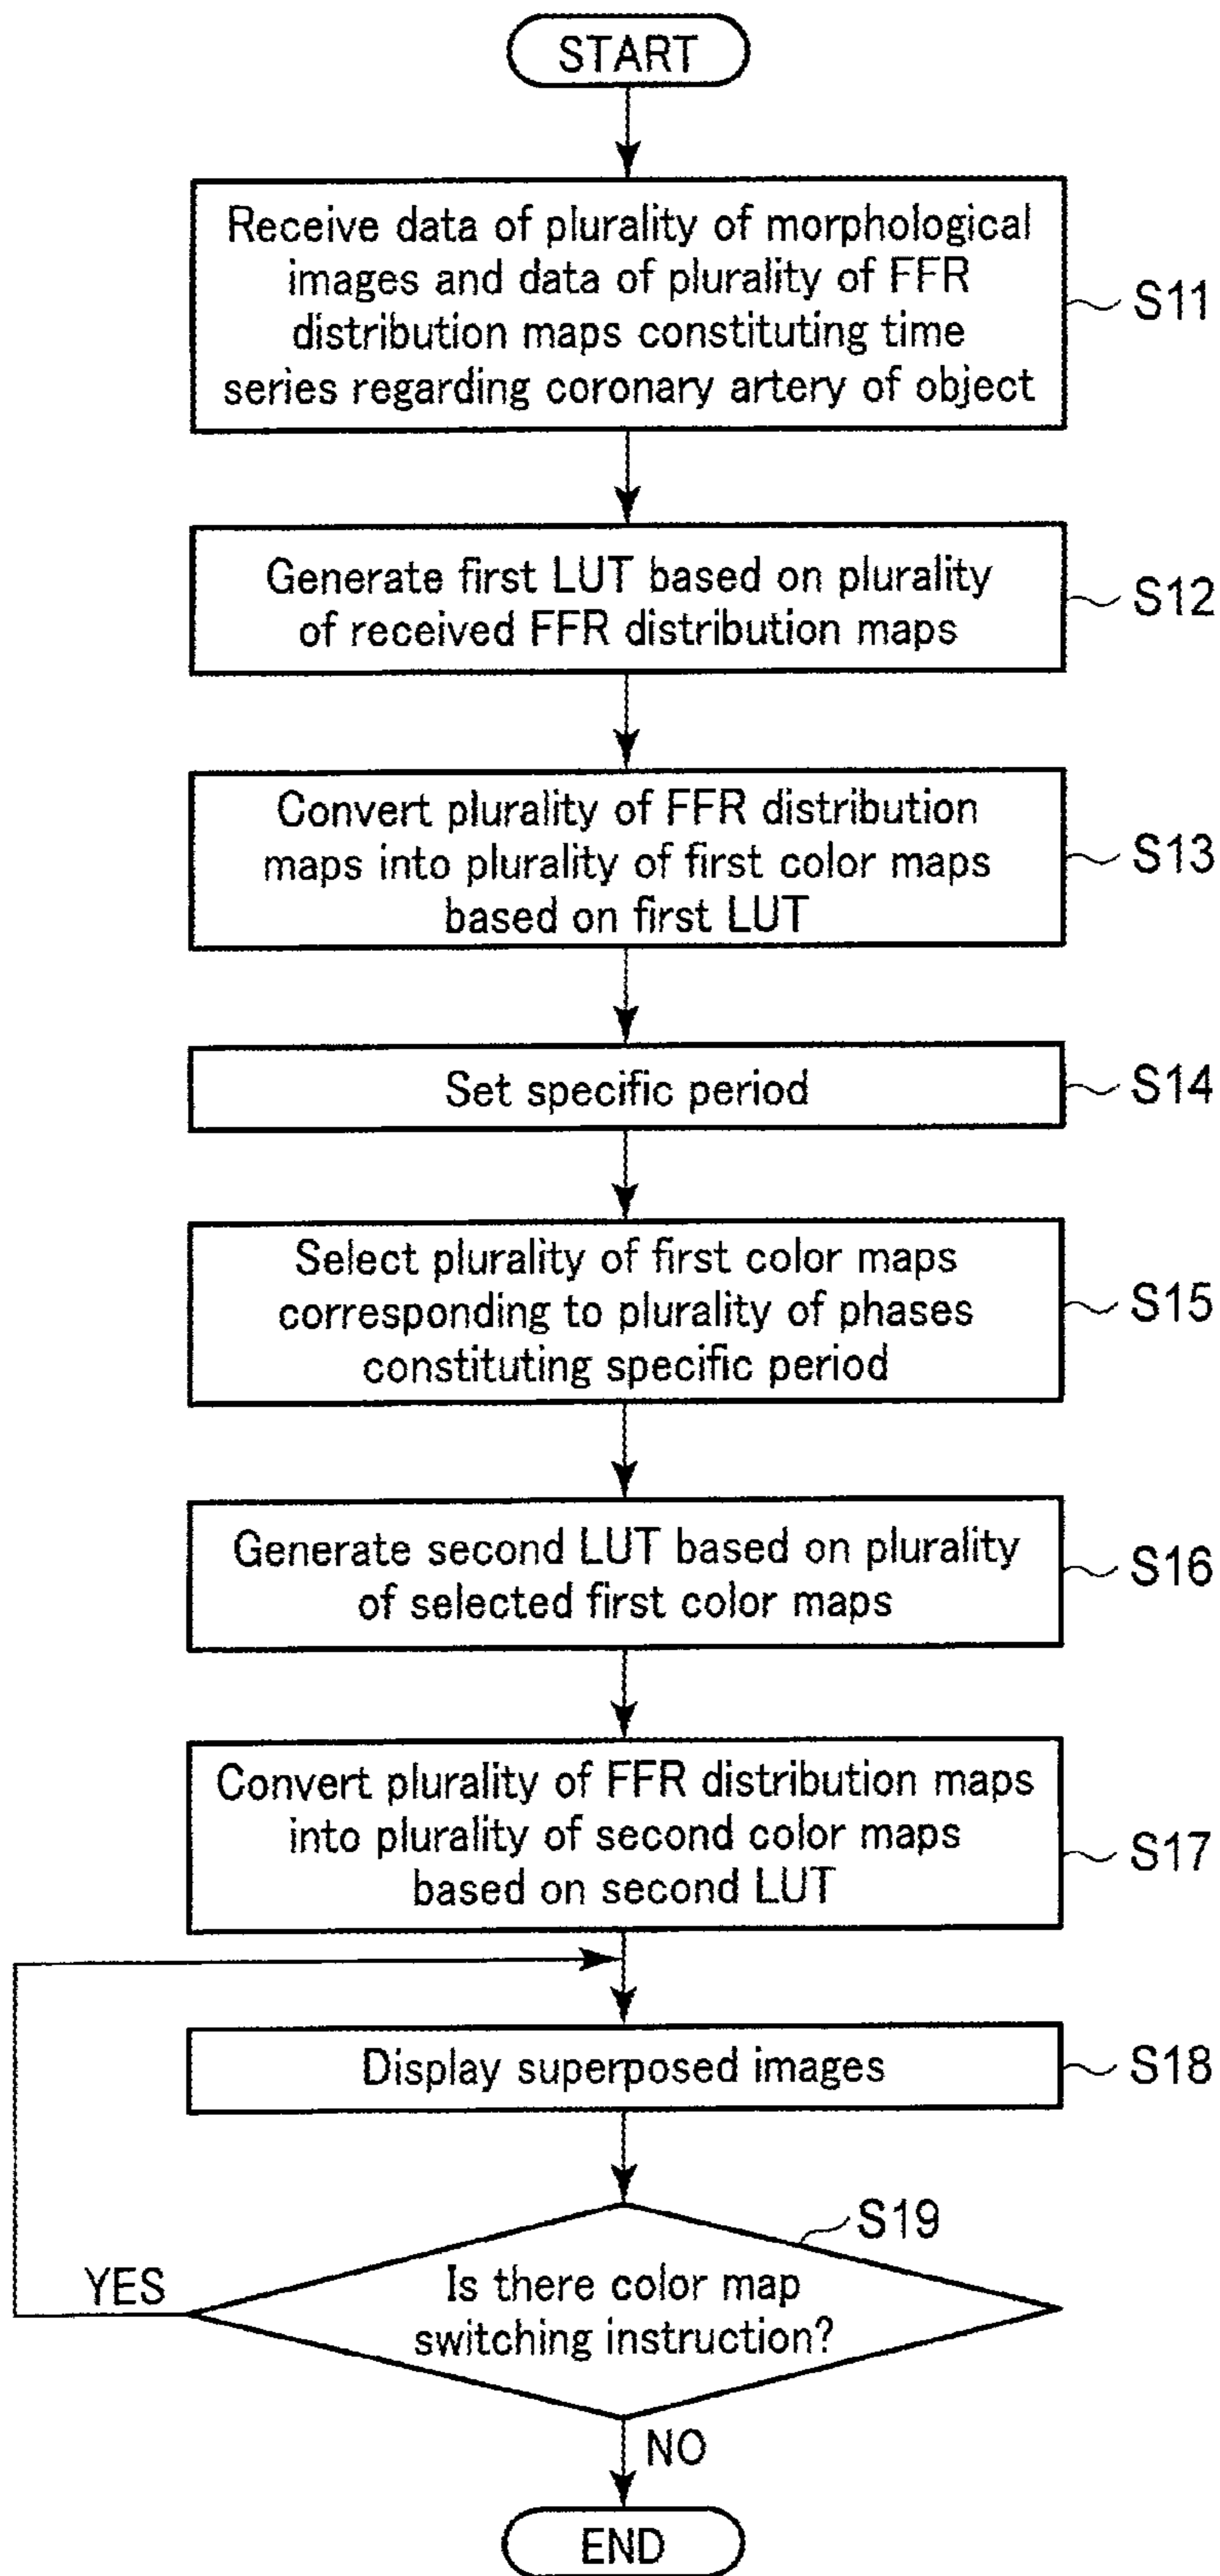 START
Receive data of plurality of morphological
images and data of plurality of FFR
distribution maps constituting time
series regarding coronary artery of object
S11
Generate first LUT based on plurality
of received FFR distribution maps
S12
Convert plurality of FFR distribution
maps into plurality of first color maps
based on first LUT
S13
Set specific period
S14
Select plurality of first color maps
corresponding to plurality of phases
constituting specific period
S15
Generate second LUT based on plurality
of selected first color maps
S16
Convert plurality of FFR distribution maps
into plurality of second color maps
based on second LUT
S17
Display superposed images
S18
S19
YES
Is there color map
switching instruction?
NO
END